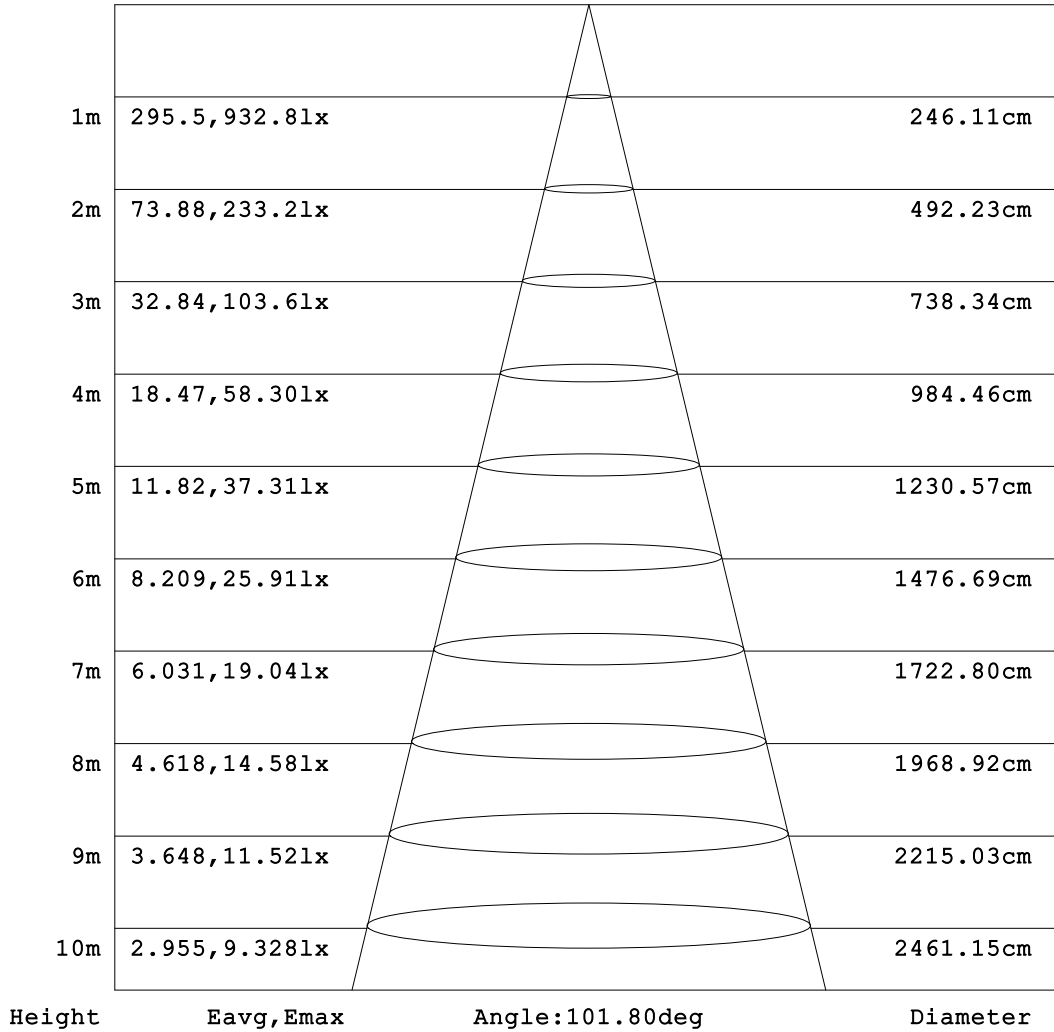 1m 295.5,932.8lx 246.11cm
2m 73.88,233.2lx 492.23cm
3m 32.84,103.6lx 738.34cm
4m 18.47,58.30lx 984.46cm
5m 11.82,37.31lx 1230.57cm
6m 8.209,25.91lx 1476.69cm
7m 6.031,19.04lx 1722.80cm
8m 4.618,14.58lx 1968.92cm
9m 3.648,11.52lx 2215.03cm
10m 2.955,9.328lx 2461.15cm
Height Eavg,Emax Angle:101.80deg Diameter